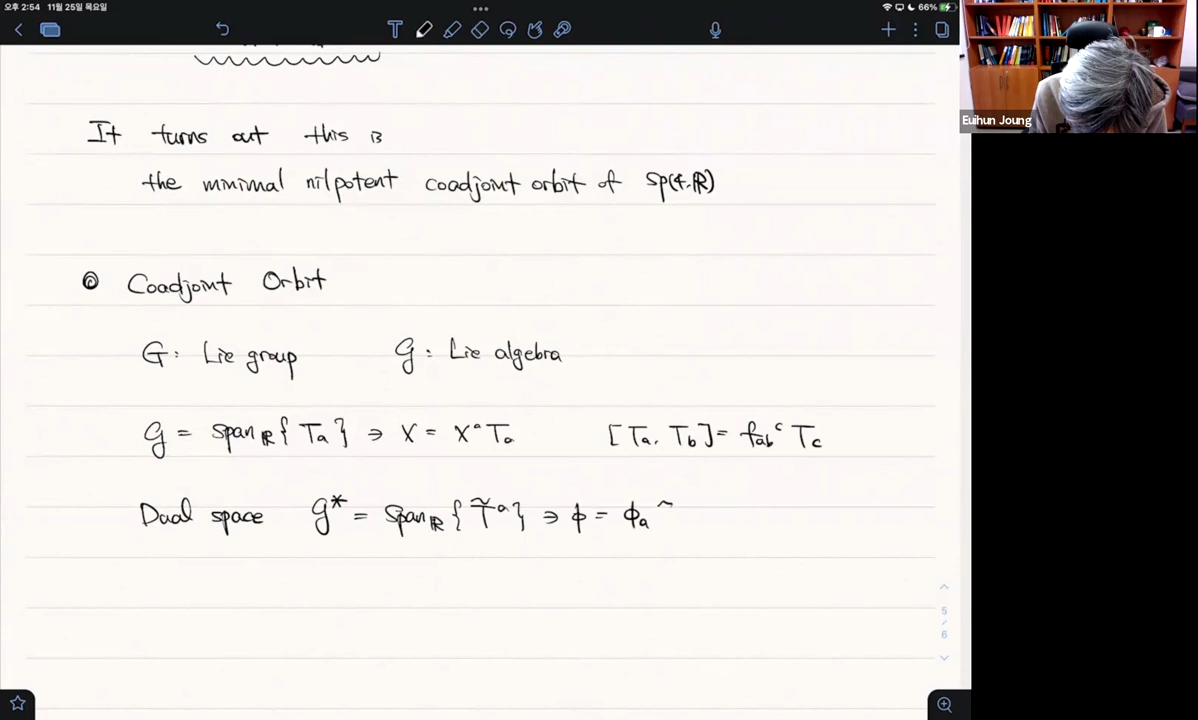 오후 2:54 11월 25일 목요일
66%
Euihun Joung
It turns out this is
the minimal nilpotent coadjoint orbit of Sp(4,R)
◎ Coadjoint Orbit
G: Lie group g: Lie algebra
g = Span_ℝ{ T_a } ∋ X = X^a T_a [T_a, T_b] = f_ab^c T_c
Dual space g* = Span_ℝ{ T̃^a } ∋ φ = φ_a ~
5
/
6